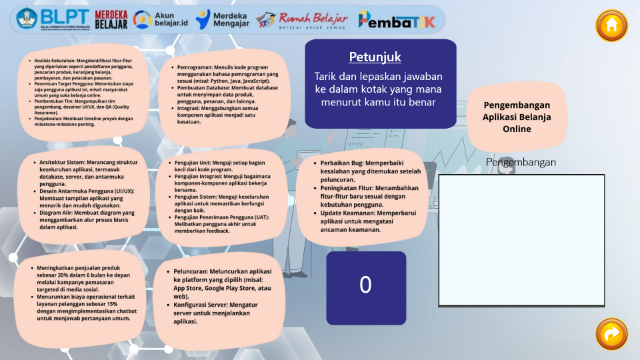 BLPT
MERDEKA
BELAJAR
Akun
belajar.id
Merdeka
Mengajar
Rumah Belajar
belajar untuk semua
PembaTIK
Analisis Kebutuhan: Mengidentifikasi fitur-fitur
yang diperlukan seperti pendaftaran pengguna,
pencarian produk, keranjang belanja,
pembayaran, dan pelacakan pesanan.
Penentuan Target Pengguna: Menentukan siapa
saja pengguna aplikasi ini, misal: masyarakat
umum yang suka belanja online.
Pembentukan Tim: Mengumpulkan tim
pengembang, desainer UI/UX, dan QA (Quality
Assurance).
Penjadwalan: Membuat timeline proyek dengan
milestone-milestone penting.
Pemrograman: Menulis kode program
menggunakan bahasa pemrograman yang
sesuai (misal: Python, Java, JavaScript).
Pembuatan Database: Membuat database
untuk menyimpan data produk,
pengguna, pesanan, dan lainnya.
Integrasi: Menggabungkan semua
komponen aplikasi menjadi satu
kesatuan.
Petunjuk
Tarik dan lepaskan jawaban
ke dalam kotak yang mana
menurut kamu itu benar
Pengembangan
Aplikasi Belanja
Online
Pengembangan
Arsitektur Sistem: Merancang struktur
keseluruhan aplikasi, termasuk
database, server, dan antarmuka
pengguna.
Desain Antarmuka Pengguna (UI/UX):
Membuat tampilan aplikasi yang
menarik dan mudah digunakan.
Diagram Alir: Membuat diagram yang
menggambarkan alur proses bisnis
dalam aplikasi.
Pengujian Unit: Menguji setiap bagian
kecil dari kode program.
Pengujian Integrasi: Menguji bagaimana
komponen-komponen aplikasi bekerja
bersama.
Pengujian Sistem: Menguji keseluruhan
aplikasi untuk memastikan berfungsi
dengan baik.
Pengujian Penerimaan Pengguna (UAT):
Melibatkan pengguna akhir untuk
memberikan feedback.
Perbaikan Bug: Memperbaiki
kesalahan yang ditemukan setelah
peluncuran.
Peningkatan Fitur: Menambahkan
fitur-fitur baru sesuai dengan
kebutuhan pengguna.
Update Keamanan: Memperbarui
aplikasi untuk mengatasi
ancaman keamanan.
Meningkatkan penjualan produk
sebesar 20% dalam 6 bulan ke depan
melalui kampanye pemasaran
targeted di media sosial.
Menurunkan biaya operasional terkait
layanan pelanggan sebesar 15%
dengan mengimplementasikan chatbot
untuk menjawab pertanyaan umum.
Peluncuran: Meluncurkan aplikasi
ke platform yang dipilih (misal:
App Store, Google Play Store, atau
web).
Konfigurasi Server: Mengatur
server untuk menjalankan
aplikasi.
0